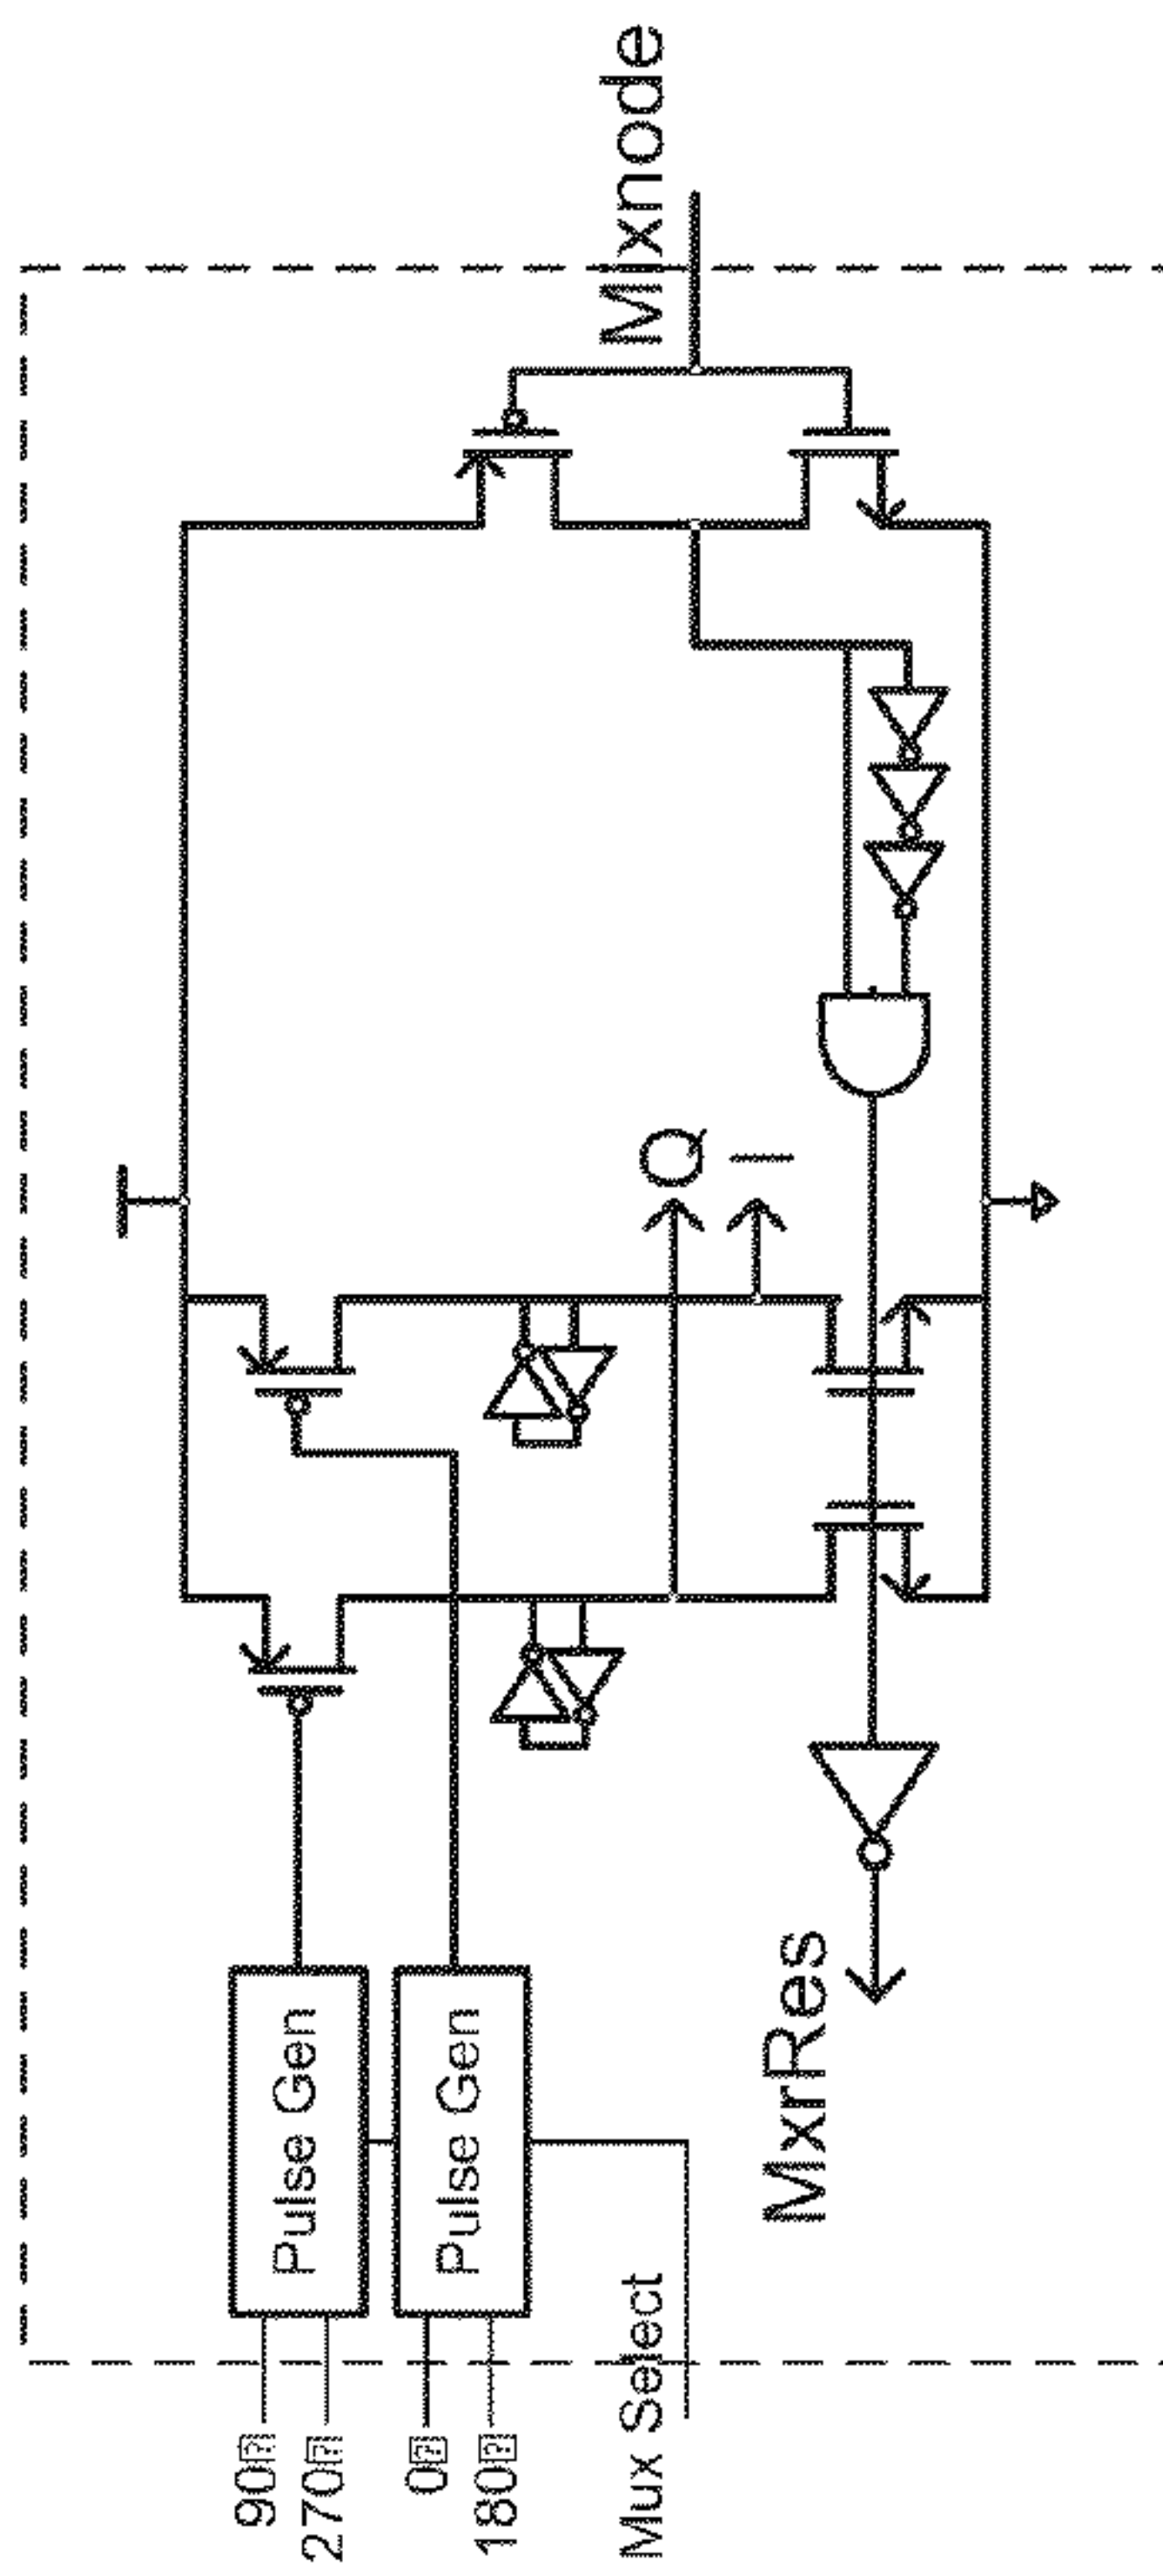 90⍰
270⍰
0⍰
180⍰
Mux Select
Pulse Gen
Pulse Gen
MxrRes
Q
I
Mixnode